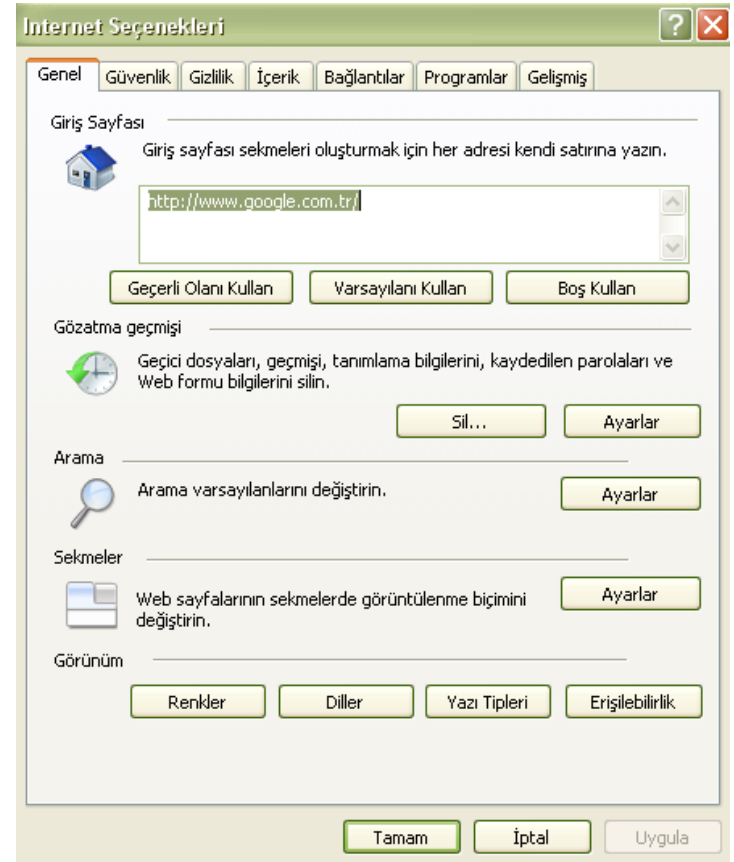 Internet Seçenekleri
Genel Güvenlik Gizlilik İçerik Bağlantılar Programlar Gelişmiş
Giriş Sayfası
Giriş sayfası sekmeleri oluşturmak için her adresi kendi satırına yazın.
http://www.google.com.tr/
Geçerli Olanı Kullan Varsayılanı Kullan Boş Kullan
Gözatma geçmişi
Geçici dosyaları, geçmişi, tanımlama bilgilerini, kaydedilen parolaları ve
Web formu bilgilerini silin.
Sil... Ayarlar
Arama
Arama varsayılanlarını değiştirin.
Ayarlar
Sekmeler
Web sayfalarının sekmelerde görüntülenme biçimini
değiştirin.
Ayarlar
Görünüm
Renkler Diller Yazı Tipleri Erişilebilirlik
Tamam İptal Uygula